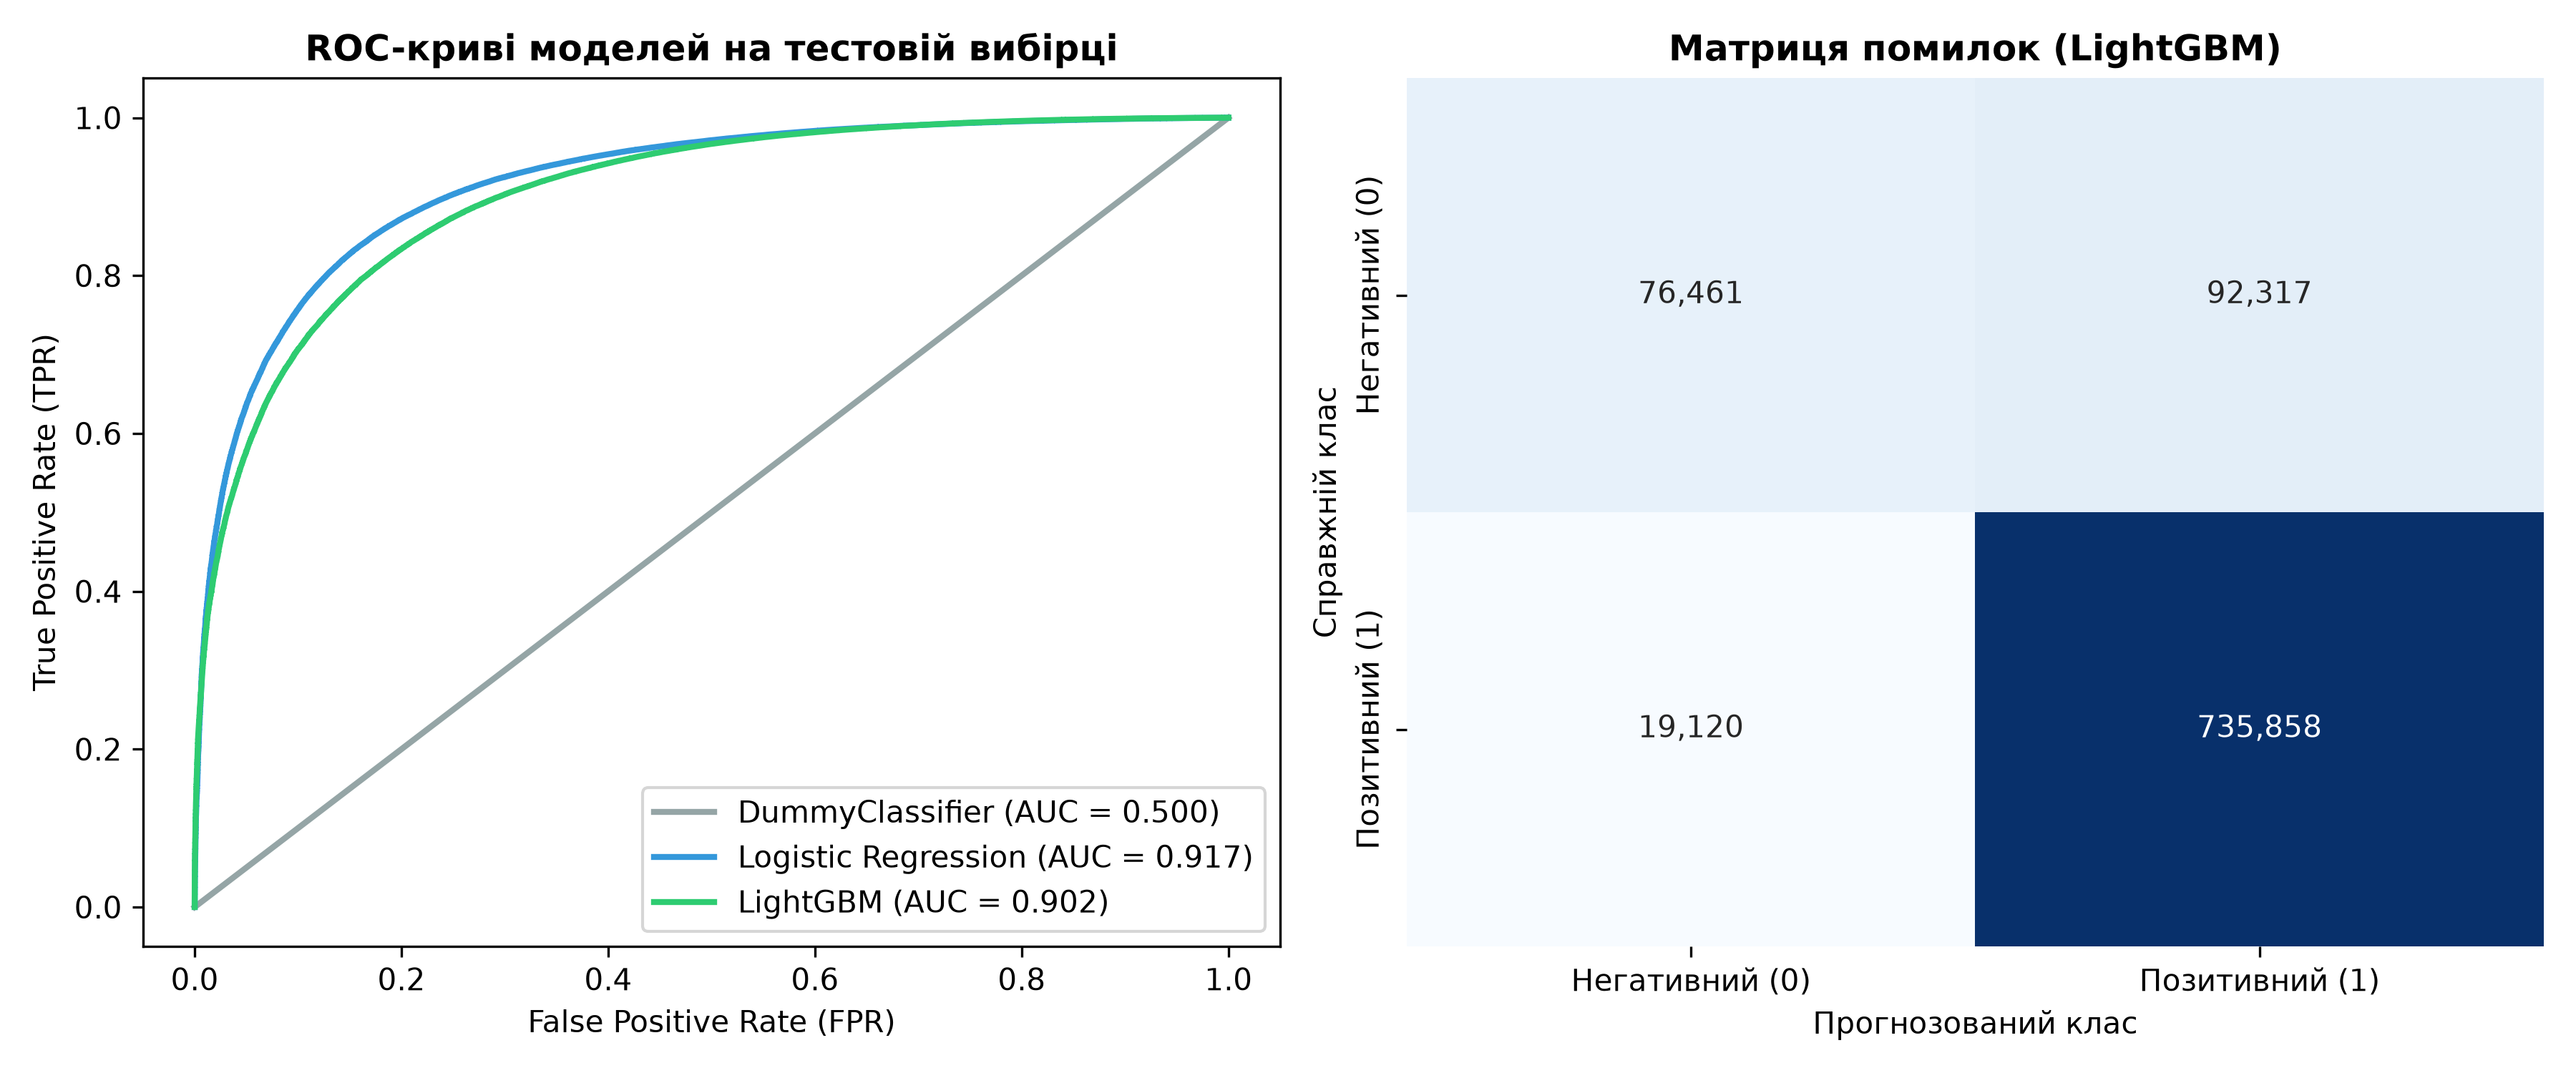 ROC-криві моделей на тестовій вибірці
True Positive Rate (TPR)
1.0
0.8
0.6
0.4
0.2
0.0
0.0 0.2 0.4 0.6 0.8 1.0
False Positive Rate (FPR)
DummyClassifier (AUC = 0.500)
Logistic Regression (AUC = 0.917)
LightGBM (AUC = 0.902)
Матриця помилок (LightGBM)
Справжній клас
Негативний (0)
Позитивний (1)
76,461 92,317
19,120 735,858
Негативний (0) Позитивний (1)
Прогнозований клас